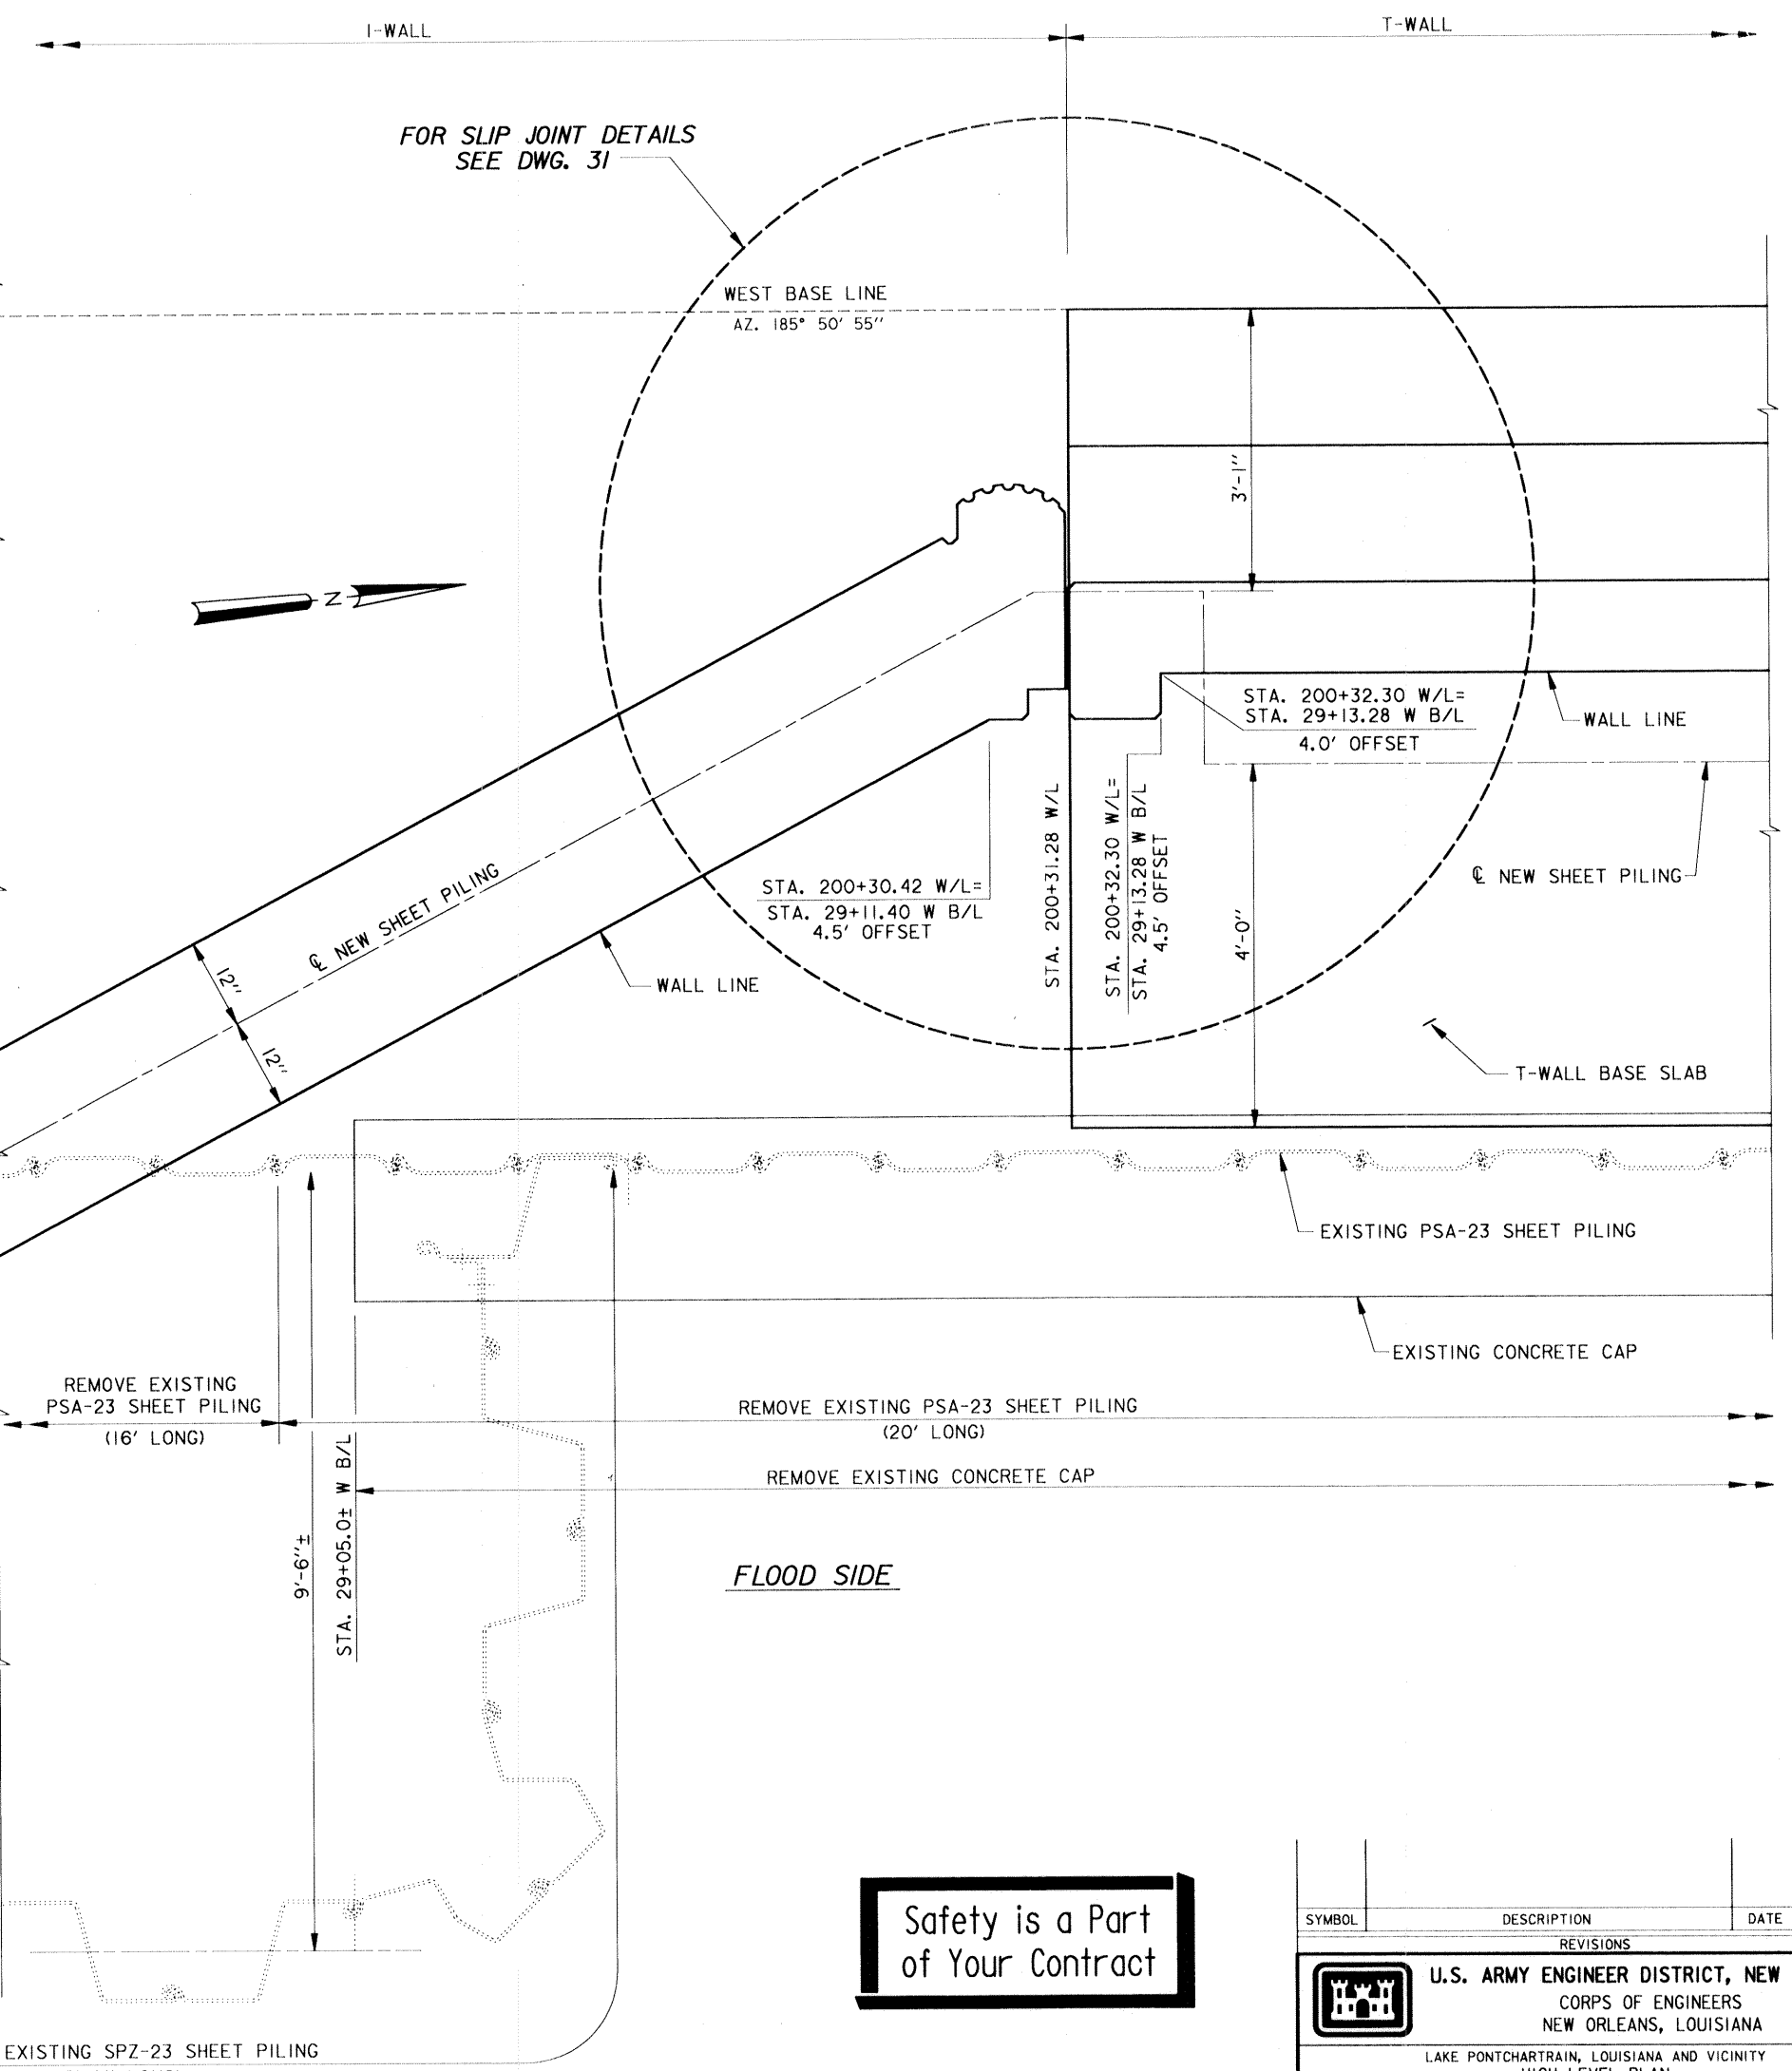 I-WALL
T-WALL
FOR SLIP JOINT DETAILS
SEE DWG. 31
WEST BASE LINE
AZ. 185° 50' 55"
3'-1"
N
STA. 200+32.30 W/L=
STA. 29+13.28 W B/L
4.0' OFFSET
WALL LINE
STA. 200+31.28 W/L
STA. 200+32.30 W/L=
STA. 29+13.28 W B/L
4.5' OFFSET
STA. 200+30.42 W/L=
STA. 29+11.40 W B/L
4.5' OFFSET
℄ NEW SHEET PILING
℄ NEW SHEET PILING
4'-0"
WALL LINE
12"
12"
T-WALL BASE SLAB
EXISTING PSA-23 SHEET PILING
EXISTING CONCRETE CAP
REMOVE EXISTING
PSA-23 SHEET PILING
(16' LONG)
REMOVE EXISTING PSA-23 SHEET PILING
(20' LONG)
REMOVE EXISTING CONCRETE CAP
9'-6"±
STA. 29+05.0± W B/L
FLOOD SIDE
Safety is a Part
of Your Contract
SYMBOL DESCRIPTION DATE
REVISIONS
U.S. ARMY ENGINEER DISTRICT, NEW
CORPS OF ENGINEERS
NEW ORLEANS, LOUISIANA
LAKE PONTCHARTRAIN, LOUISIANA AND VICINITY
HIGH LEVEL PLAN
EXISTING SPZ-23 SHEET PILING